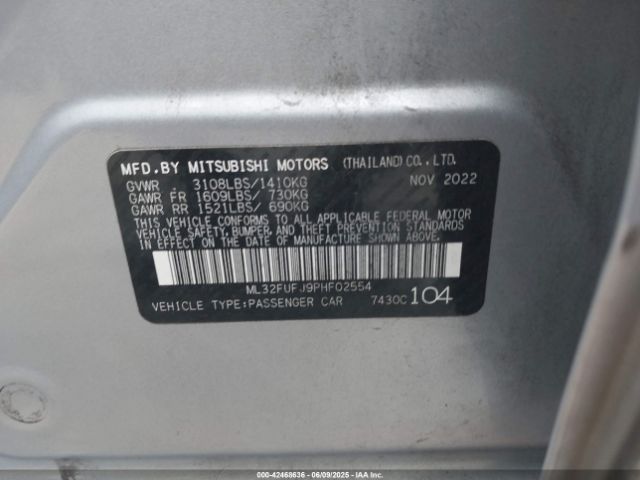 MFD.BY MITSUBISHI MOTORS (THAILAND) CO., LTD.
GVWR . 3108LBS/1410KG NOV 2022
GAWR FR 1609LBS/ 730KG
GAWR RR 1521LBS/ 690KG
THIS VEHICLE CONFORMS TO ALL APPLICABLE FEDERAL MOTOR
VEHICLE SAFETY, BUMPER, AND THEFT PREVENTION STANDARDS
IN EFFECT ON THE DATE OF MANUFACTURE SHOWN ABOVE.
ML32FUFJ9PHF02554
VEHICLE TYPE:PASSENGER CAR 7430C 104
000-42468636 - 06/09/2025 - IAAI.COM